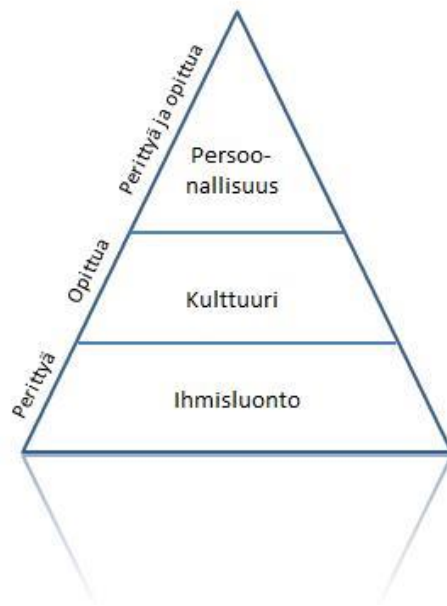 Perittyä ja opittua
Persoo-
nallisuus
Opittua
Kulttuuri
Perittyä
Ihmisluonto